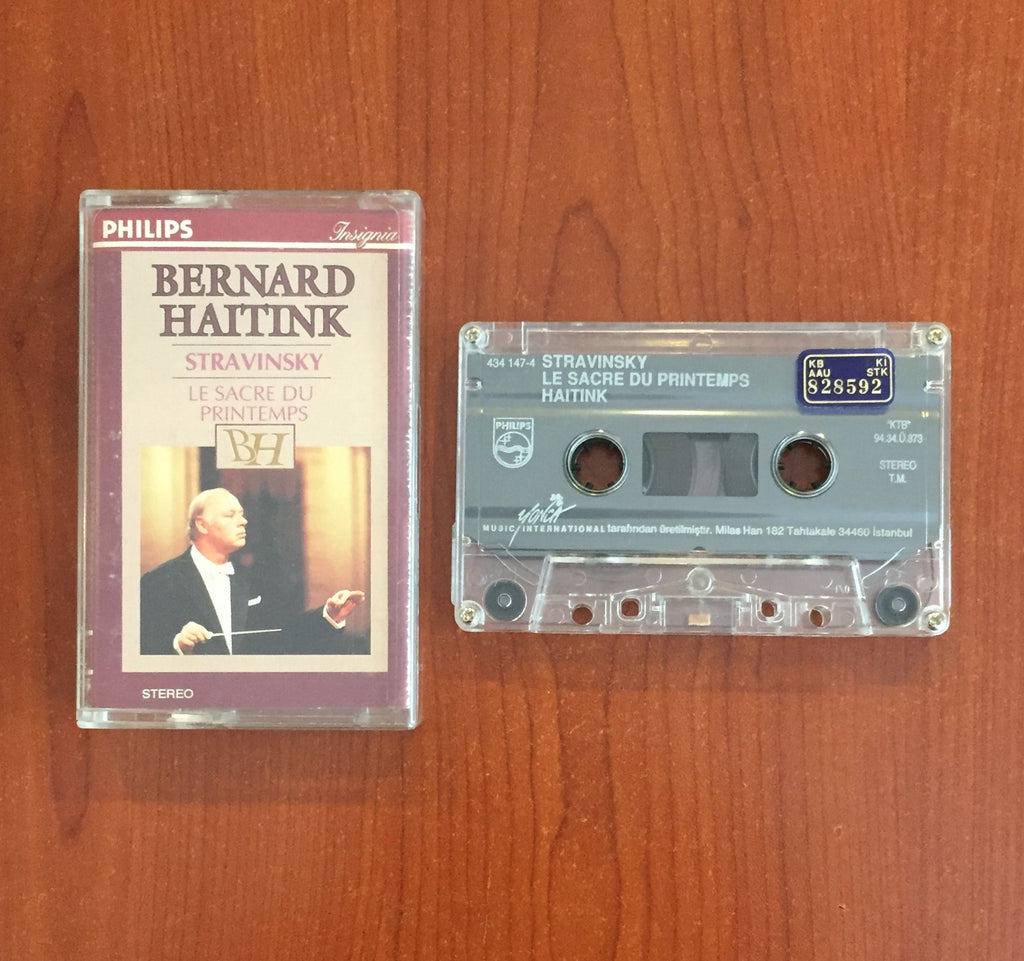 PHILIPS
Insignia
BERNARD
HAITINK
STRAVINSKY
LE SACRE DU
PRINTEMPS
BH
STEREO
434 147-4 STRAVINSKY
LE SACRE DU PRINTEMPS
HAITINK
KB KI
AAU STK
828592
PHILIPS
"KTB"
94.34.Ü.873
STEREO
T.M.
YONCA
MUSIC INTERNATIONAL tarafından üretilmiştir. Milas Han 162 Tahtakale 34460 İstanbul